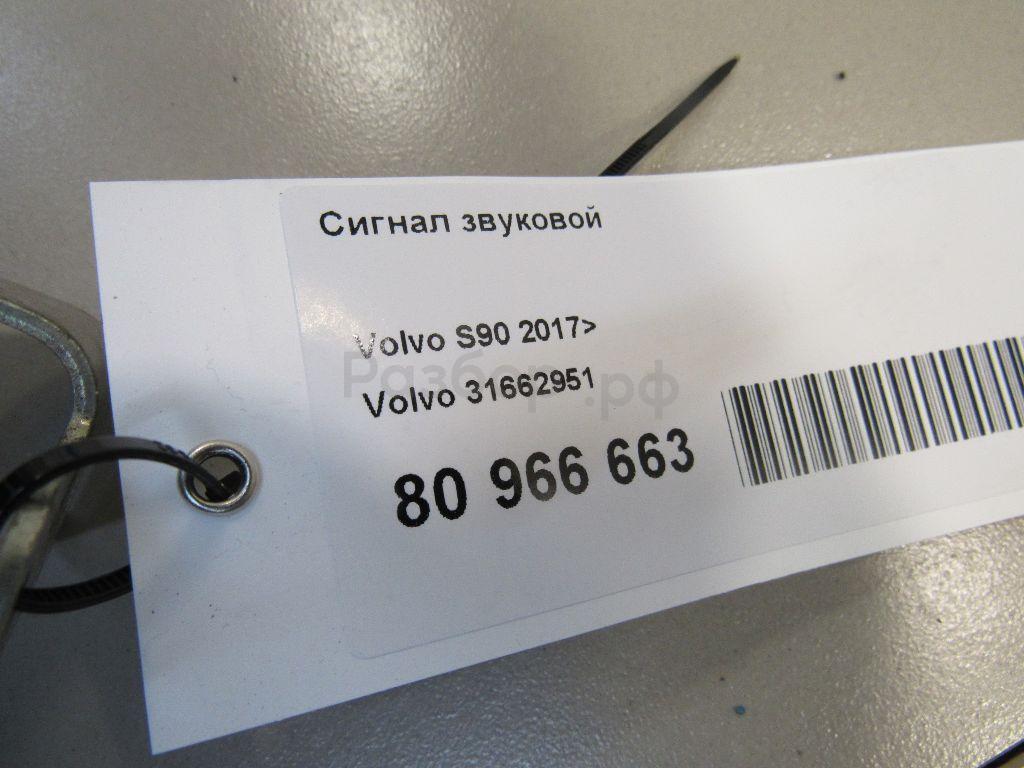 Сигнал звуковой
Volvo S90 2017>
Разбор.рф
Volvo 31662951
80 966 663